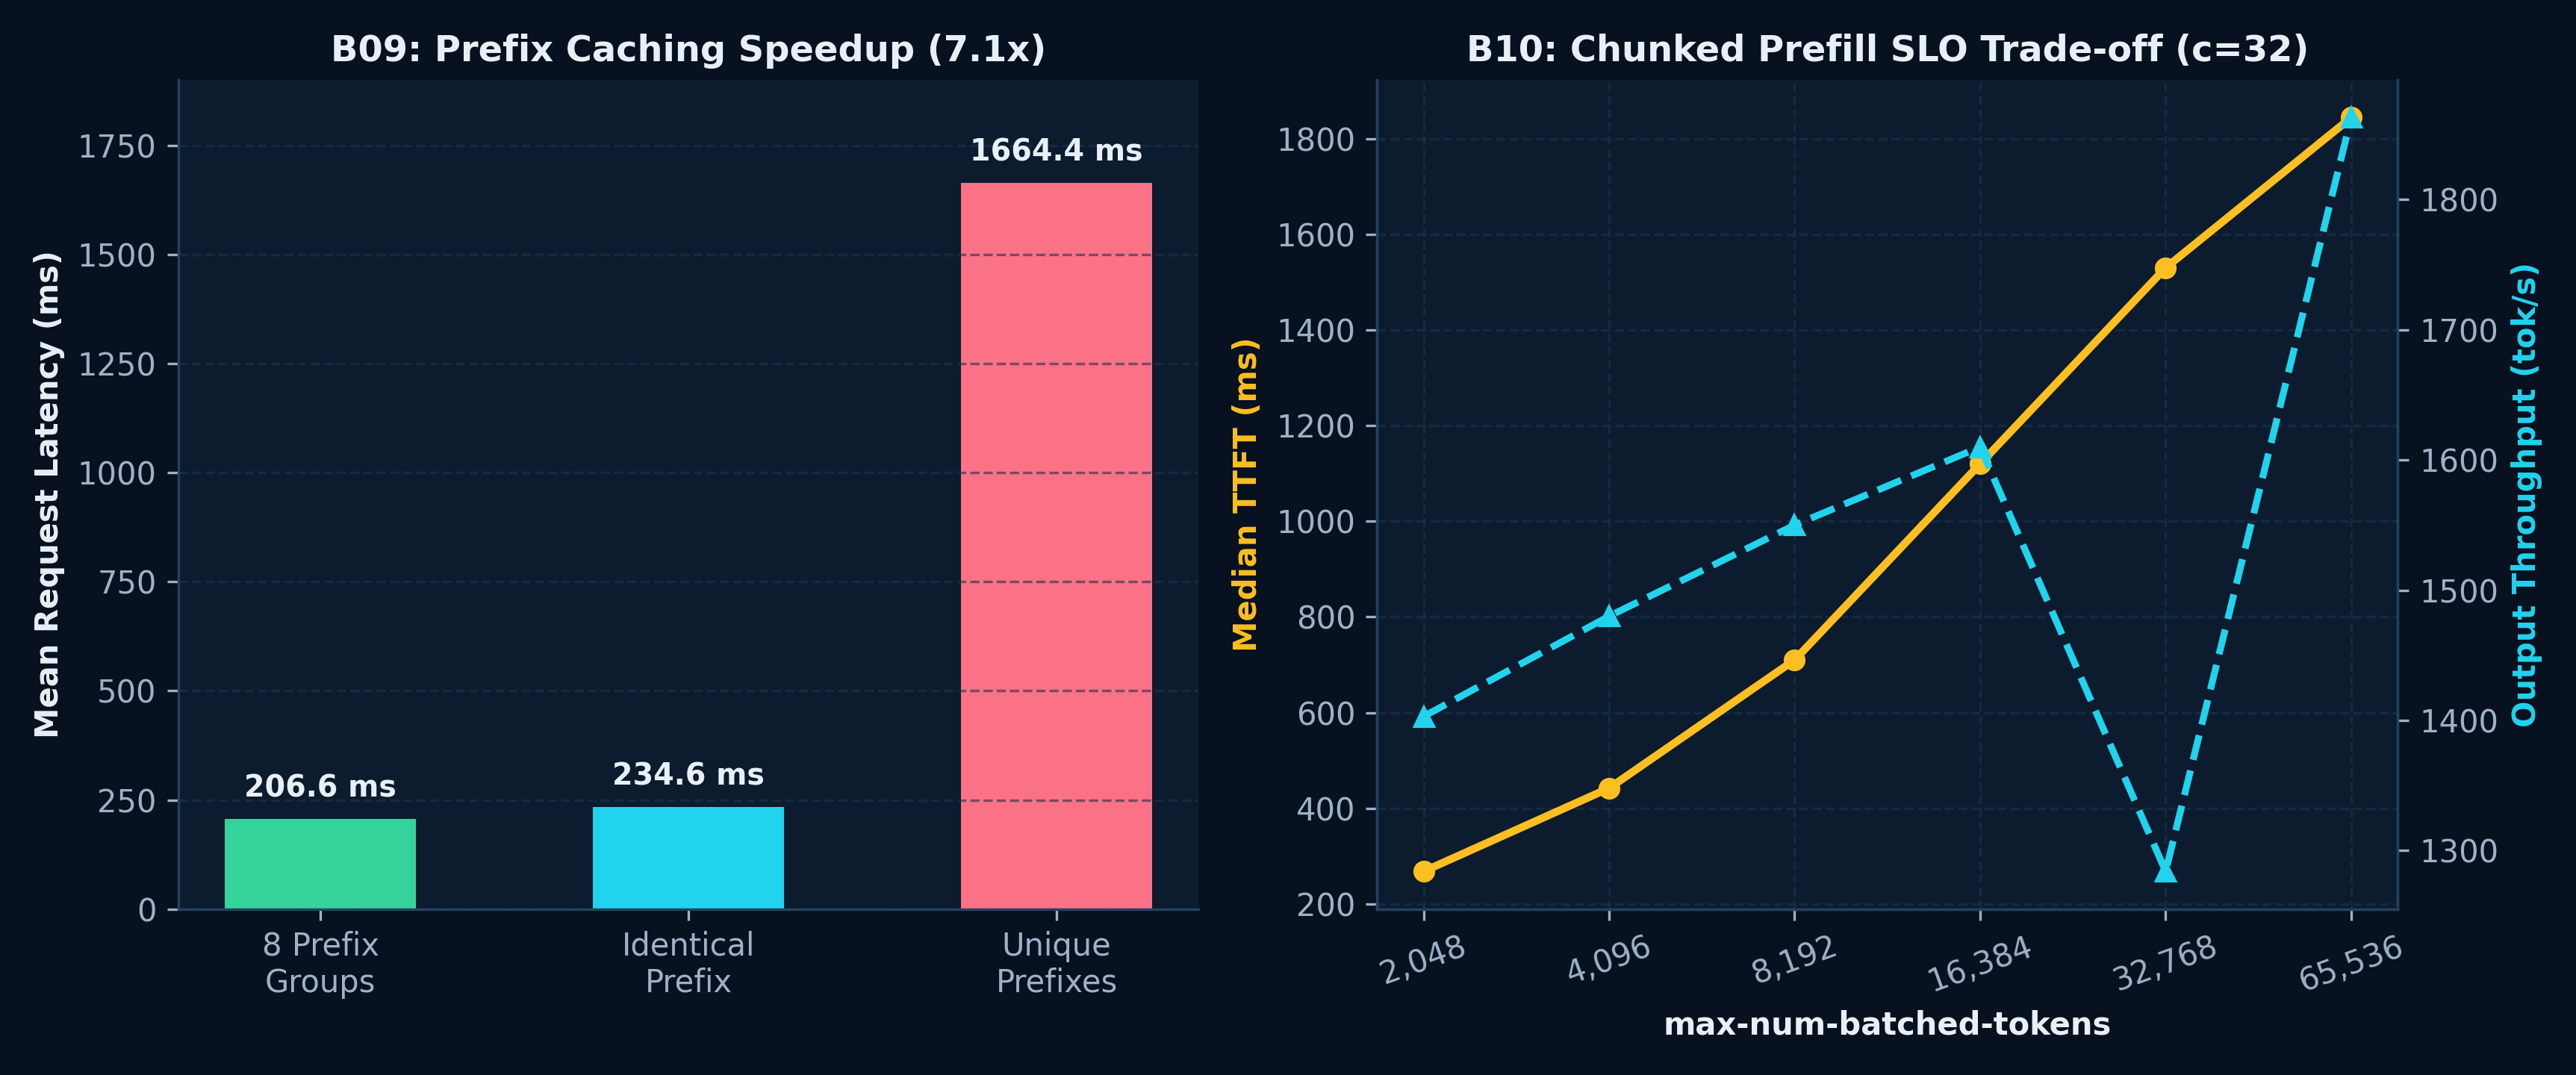 B09: Prefix Caching Speedup (7.1x)
Mean Request Latency (ms)
1750
1500
1250
1000
750
500
250
0
206.6 ms
234.6 ms
1664.4 ms
8 Prefix
Groups
Identical
Prefix
Unique
Prefixes
B10: Chunked Prefill SLO Trade-off (c=32)
Median TTFT (ms)
1800
1600
1400
1200
1000
800
600
400
200
1800
1700
1600
1500
1400
1300
Output Throughput (tok/s)
2,048
4,096
8,192
16,384
32,768
65,536
max-num-batched-tokens